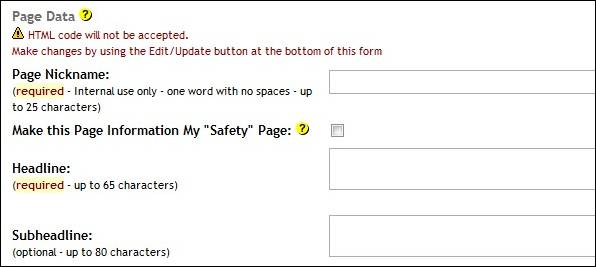 Page Data ?
HTML code will not be accepted.
Make changes by using the Edit/Update button at the bottom of this form
Page Nickname:
(required - Internal use only - one word with no spaces - up
to 25 characters)
Make this Page Information My "Safety" Page: ?
Headline:
(required - up to 65 characters)
Subheadline:
(optional - up to 80 characters)